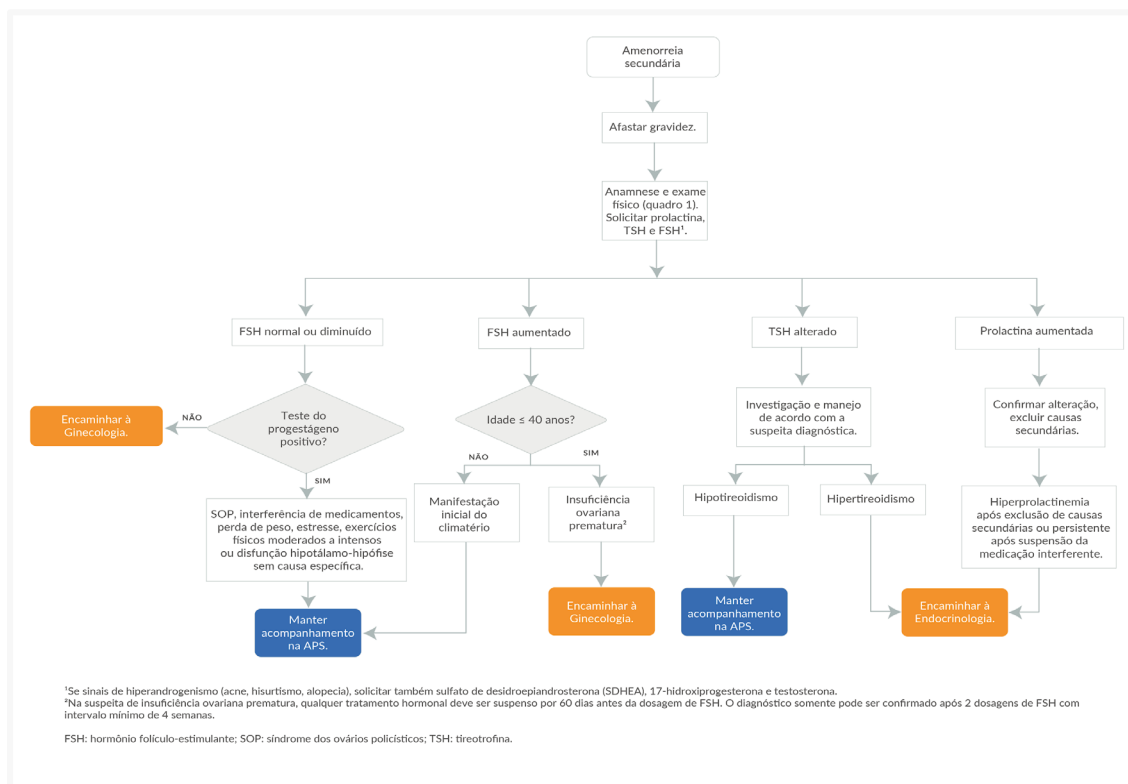 Amenorreia
secundária
Afastar gravidez.
Anamnese e exame
físico (quadro 1).
Solicitar prolactina,
TSH e FSH¹.
FSH normal ou diminuído
FSH aumentado
TSH alterado
Prolactina aumentada
Encaminhar à
Ginecologia.
NÃO
Teste do
progestágeno
positivo?
SIM
Idade ≤ 40 anos?
NÃO
SIM
Investigação e manejo
de acordo com a
suspeita diagnóstica.
Confirmar alteração,
excluir causas
secundárias.
SOP, interferência de medicamentos,
perda de peso, estresse, exercícios
físicos moderados a intensos
ou disfunção hipotálamo-hipófise
sem causa específica.
Manifestação
inicial do
climatério
Insuficiência
ovariana
prematura²
Hipotireoidismo
Hipertireoidismo
Hiperprolactinemia
após exclusão de causas
secundárias ou persistente
após suspensão da
medicação interferente.
Manter
acompanhamento
na APS.
Encaminhar à
Ginecologia.
Manter
acompanhamento
na APS.
Encaminhar à
Endocrinologia.
¹Se sinais de hiperandrogenismo (acne, hisurtismo, alopecia), solicitar também sulfato de desidroepiandrosterona (SDHEA), 17-hidroxiprogesterona e testosterona.
²Na suspeita de insuficiência ovariana prematura, qualquer tratamento hormonal deve ser suspenso por 60 dias antes da dosagem de FSH. O diagnóstico somente pode ser confirmado após 2 dosagens de FSH com
intervalo mínimo de 4 semanas.
FSH: hormônio folículo-estimulante; SOP: síndrome dos ovários policísticos; TSH: tireotrofina.